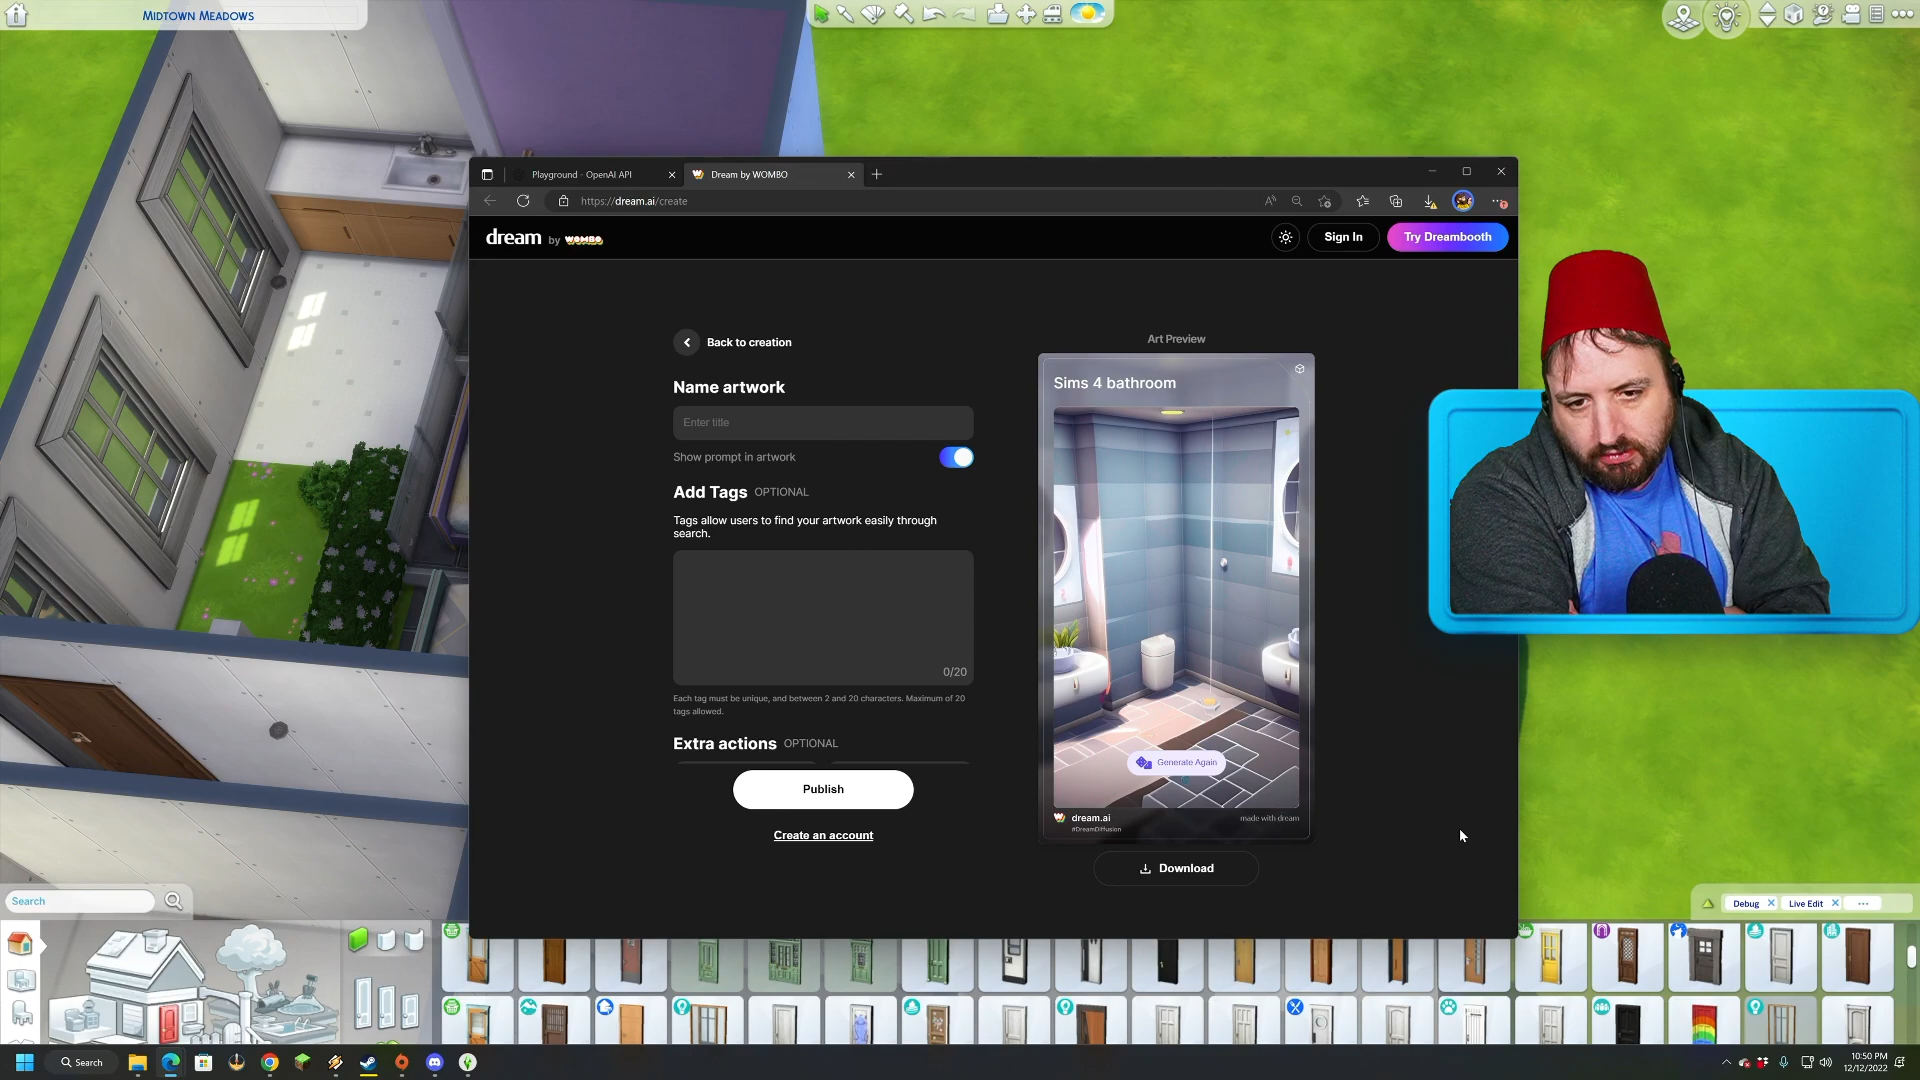 Midtown Meadows
Playground - OpenAI API
Dream by WOMBO
https://dream.ai/create
dream by WOMBO
Sign In
Try Dreambooth
Back to creation
Name artwork
Enter title
Show prompt in artwork
Add Tags OPTIONAL
Tags allow users to find your artwork easily through
search.
0/20
Each tag must be unique, and between 2 and 20 characters. Maximum of 20
tags allowed.
Extra actions OPTIONAL
Publish
Create an account
Art Preview
Sims 4 bathroom
Generate Again
dream.ai
#DreamDiffusion
made with dream
Download
Search
Debug
Live Edit
Search
10:50 PM
12/12/2022